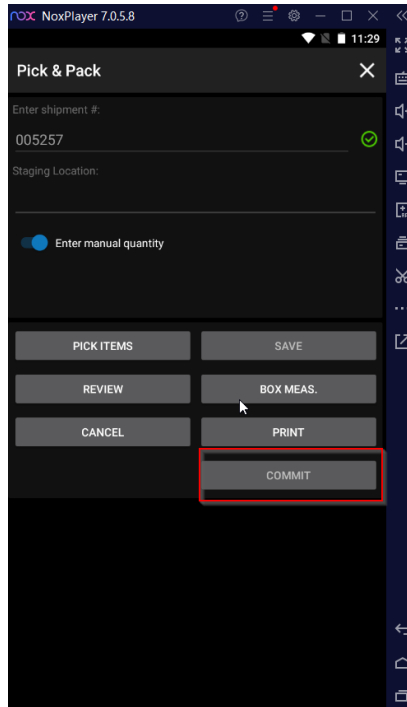 nox NoxPlayer 7.0.5.8
11:29
Pick & Pack
Enter shipment #:
005257
Staging Location:
Enter manual quantity
PICK ITEMS
SAVE
REVIEW
BOX MEAS.
CANCEL
PRINT
COMMIT